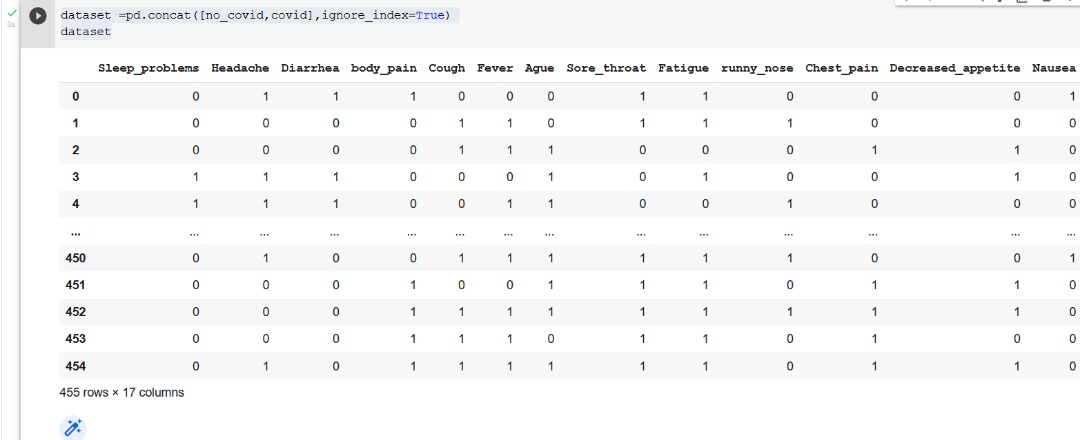 dataset =pd.concat([no_covid,covid],ignore_index=True)
0s
dataset
Sleep_problems Headache Diarrhea body_pain Cough Fever Ague Sore_throat Fatigue runny_nose Chest_pain Decreased_appetite Nausea
0 0 1 1 1 0 0 0 1 1 0 0 0 1
1 0 0 0 0 1 1 0 1 1 1 0 0 0
2 0 0 0 0 1 1 1 0 0 0 1 1 0
3 1 1 1 0 0 0 1 0 1 0 0 1 0
4 1 1 1 0 0 1 1 0 0 1 0 0 0
... ... ... ... ... ... ... ... ... ... ... ... ... ...
450 0 1 0 0 1 1 1 1 1 1 0 0 1
451 0 0 0 1 0 0 1 1 1 0 1 1 0
452 0 0 0 1 1 1 1 1 1 1 1 1 0
453 0 0 0 1 1 1 0 1 1 0 1 0 0
454 0 1 0 1 1 1 1 1 1 0 1 1 0
455 rows × 17 columns